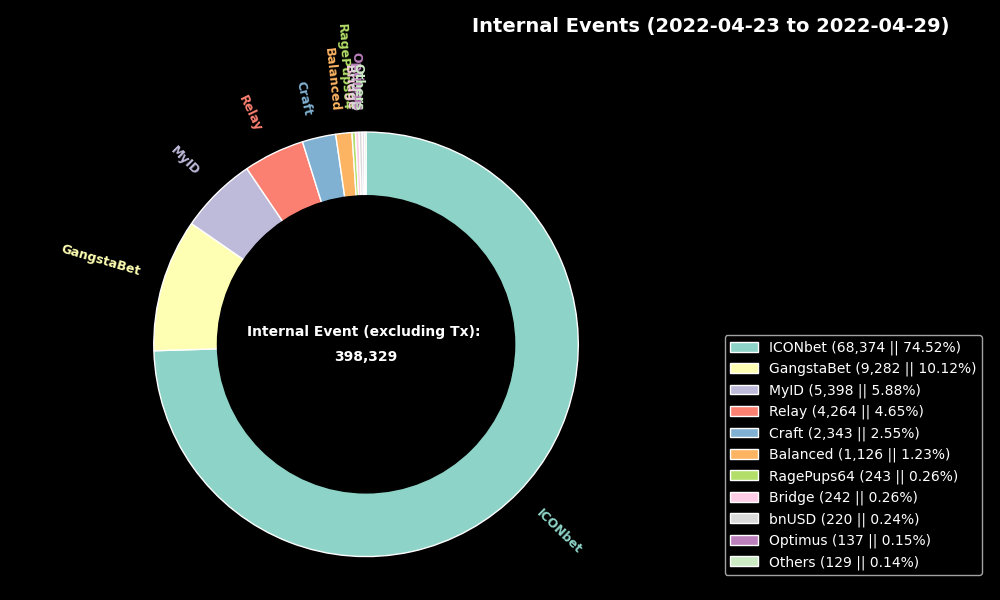 Internal Events (2022-04-23 to 2022-04-29)
RagePups64
Balanced
Craft
Relay
MyID
GangstaBet
Internal Event (excluding Tx):
398,329
ICONbet
ICONbet (68,374 || 74.52%)
GangstaBet (9,282 || 10.12%)
MyID (5,398 || 5.88%)
Relay (4,264 || 4.65%)
Craft (2,343 || 2.55%)
Balanced (1,126 || 1.23%)
RagePups64 (243 || 0.26%)
Bridge (242 || 0.26%)
bnUSD (220 || 0.24%)
Optimus (137 || 0.15%)
Others (129 || 0.14%)